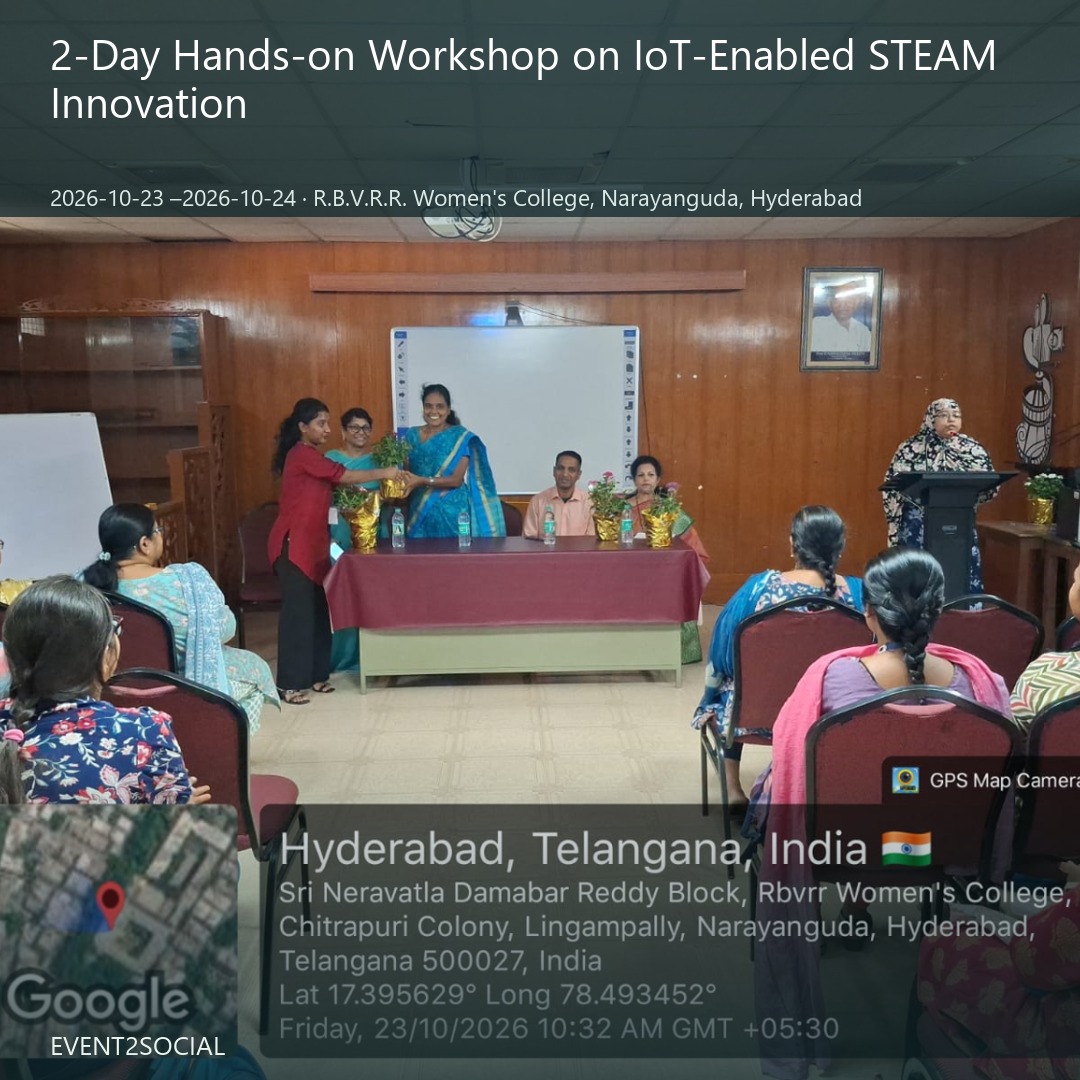 2-Day Hands-on Workshop on IoT-Enabled STEAM
Innovation
2026-10-23 –2026-10-24 · R.B.V.R.R. Women's College, Narayanguda, Hyderabad
GPS Map Camera
Hyderabad, Telangana, India
Sri Neravatla Damabar Reddy Block, Rbvrr Women's College,
Chitrapuri Colony, Lingampally, Narayanguda, Hyderabad,
Telangana 500027, India
Lat 17.395629° Long 78.493452°
Friday, 23/10/2026 10:32 AM GMT +05:30
Google
EVENT2SOCIAL